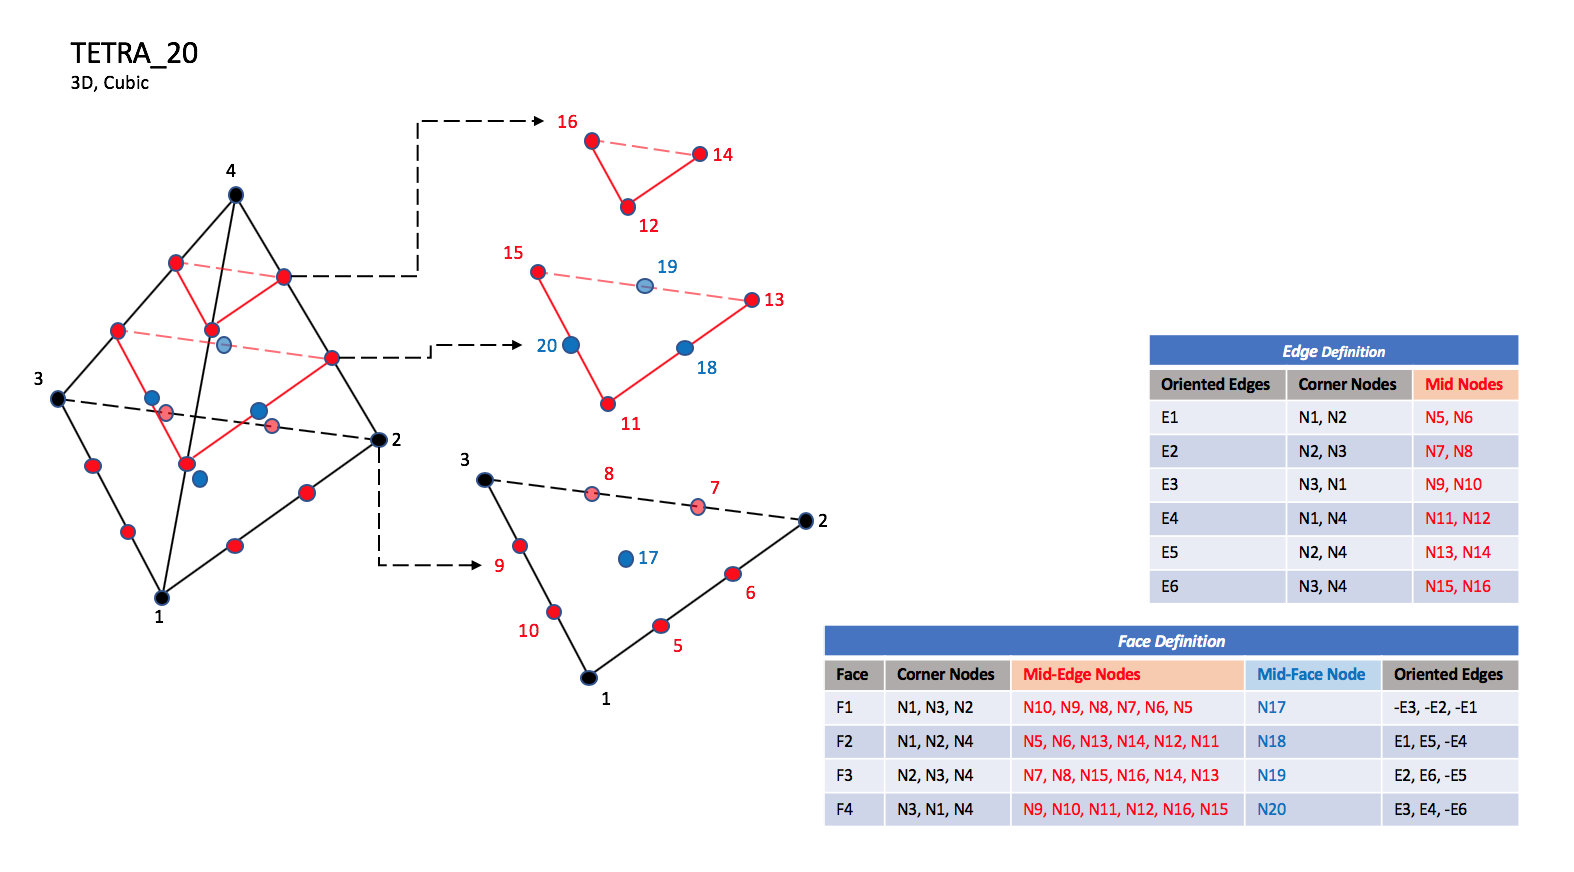 TETRA_20
3D, Cubic
4
3
2
1
16
14
12
15
19
13
20
18
11
3
8
7
2
9
17
6
10
5
1
Edge Definition
Oriented Edges Corner Nodes Mid Nodes
E1 N1, N2 N5, N6
E2 N2, N3 N7, N8
E3 N3, N1 N9, N10
E4 N1, N4 N11, N12
E5 N2, N4 N13, N14
E6 N3, N4 N15, N16
Face Definition
Face Corner Nodes Mid-Edge Nodes Mid-Face Node Oriented Edges
F1 N1, N3, N2 N10, N9, N8, N7, N6, N5 N17 -E3, -E2, -E1
F2 N1, N2, N4 N5, N6, N13, N14, N12, N11 N18 E1, E5, -E4
F3 N2, N3, N4 N7, N8, N15, N16, N14, N13 N19 E2, E6, -E5
F4 N3, N1, N4 N9, N10, N11, N12, N16, N15 N20 E3, E4, -E6